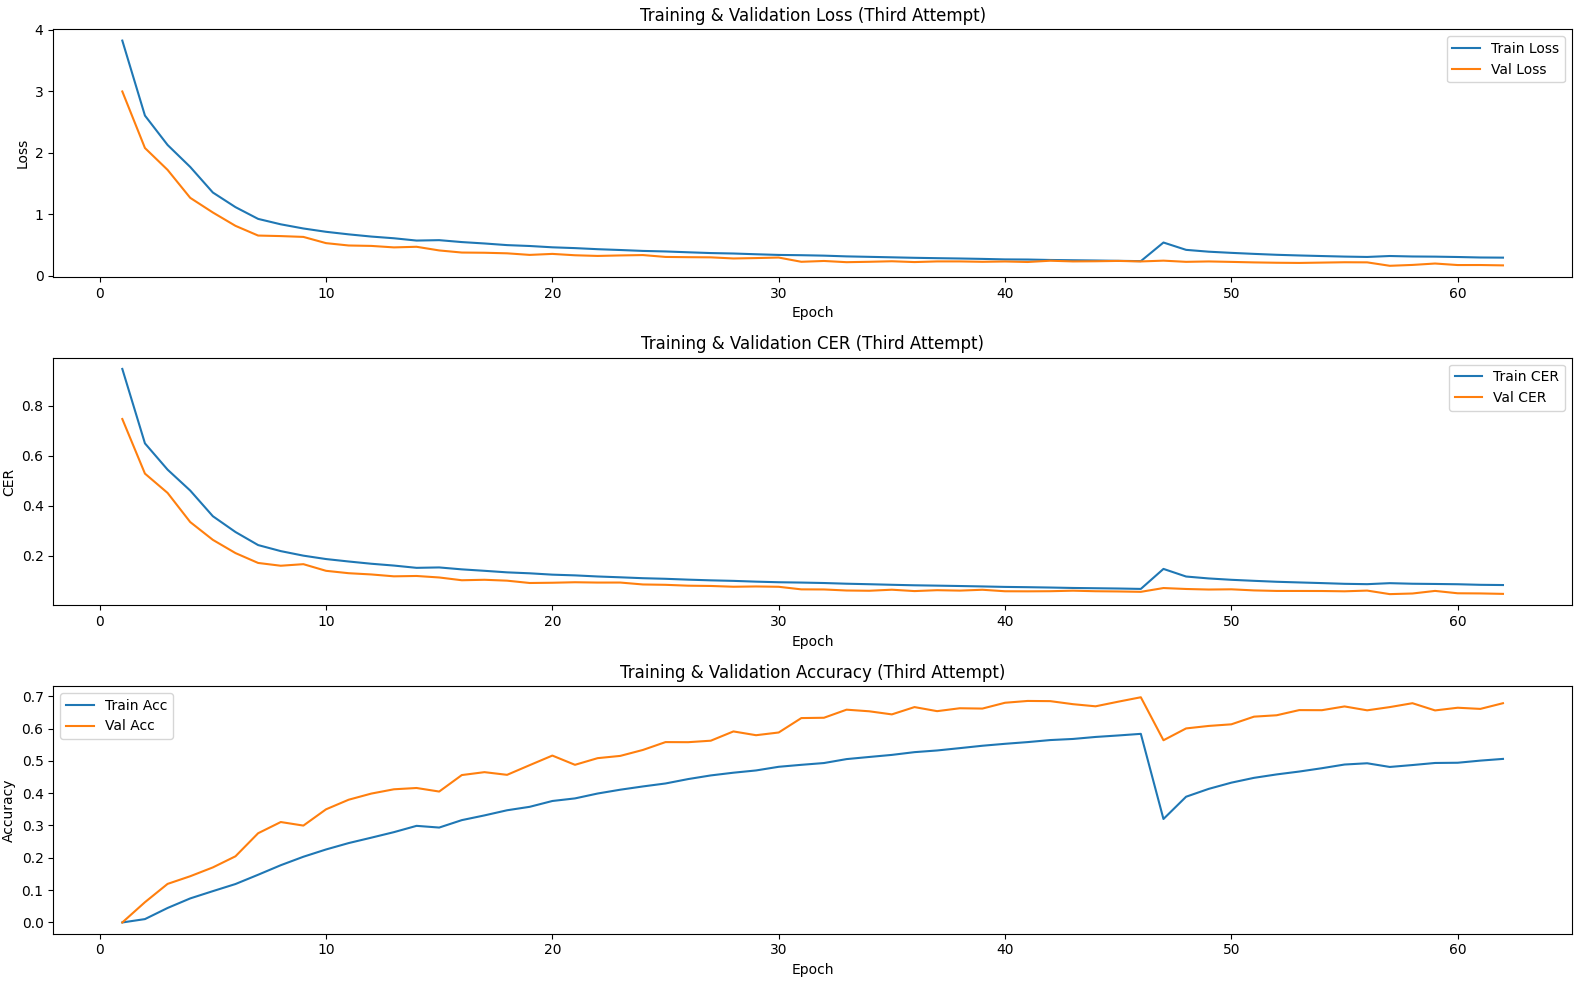 Training & Validation Loss (Third Attempt)
4
3
2
1
0
Loss
Train Loss
Val Loss
0 10 20 30 40 50 60
Epoch
Training & Validation CER (Third Attempt)
0.8
0.6
0.4
0.2
CER
Train CER
Val CER
0 10 20 30 40 50 60
Epoch
Training & Validation Accuracy (Third Attempt)
0.7
0.6
0.5
0.4
0.3
0.2
0.1
0.0
Accuracy
Train Acc
Val Acc
0 10 20 30 40 50 60
Epoch